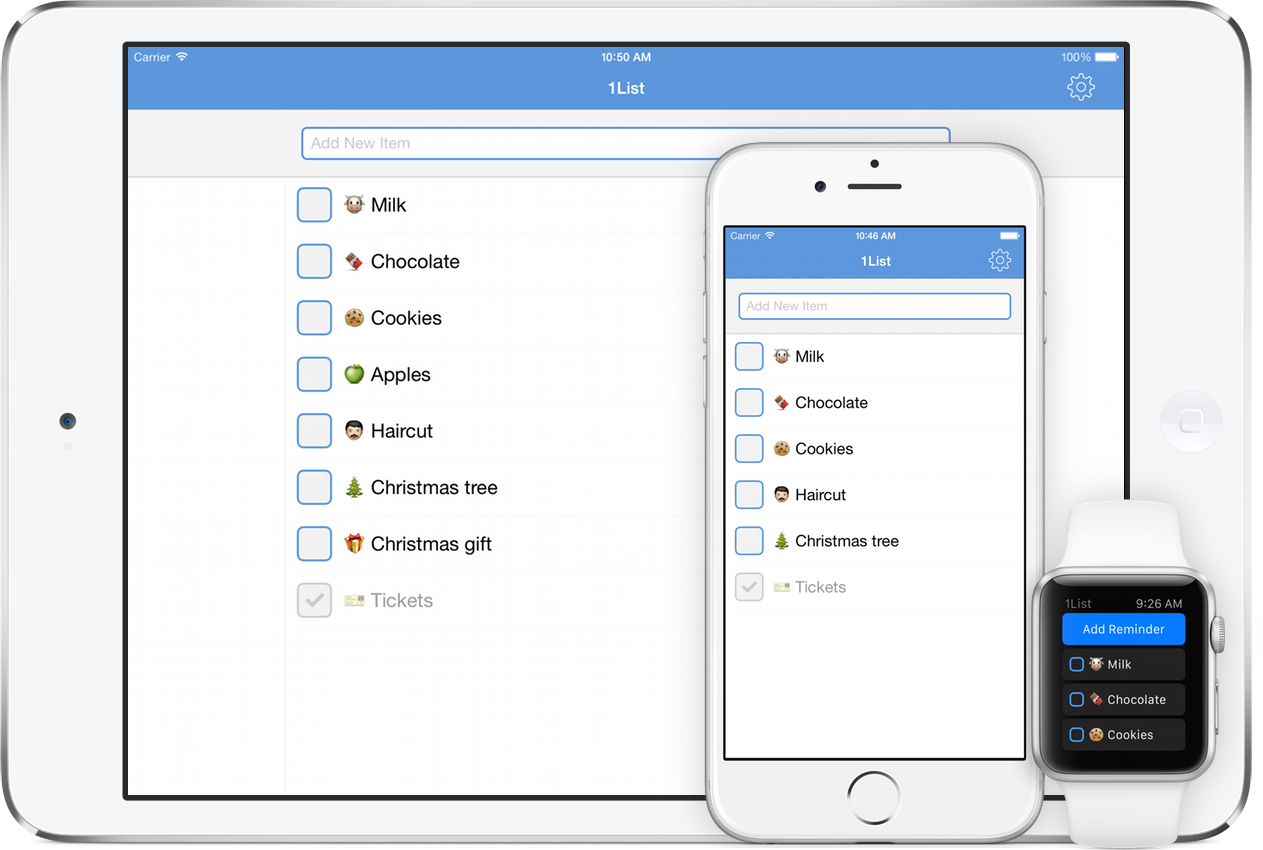 Carrier 10:50 AM 100%
1List
Add New Item
Milk
Chocolate
Cookies
Apples
Haircut
Christmas tree
Christmas gift
Tickets
Carrier 10:46 AM
1List
Add New Item
Milk
Chocolate
Cookies
Haircut
Christmas tree
Tickets
1List 9:26 AM
Add Reminder
Milk
Chocolate
Cookies